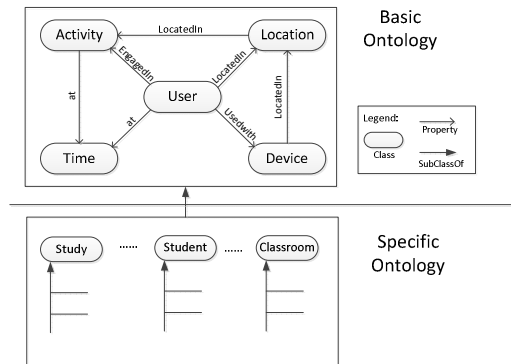 Basic
Ontology
Activity
LocatedIn
Location
EngagedIn
LocatedIn
at
User
LocatedIn
at
Usedwith
Time
Device
Legend:
Class
Property
SubClassOf
Specific
Ontology
Study
......
Student
......
Classroom